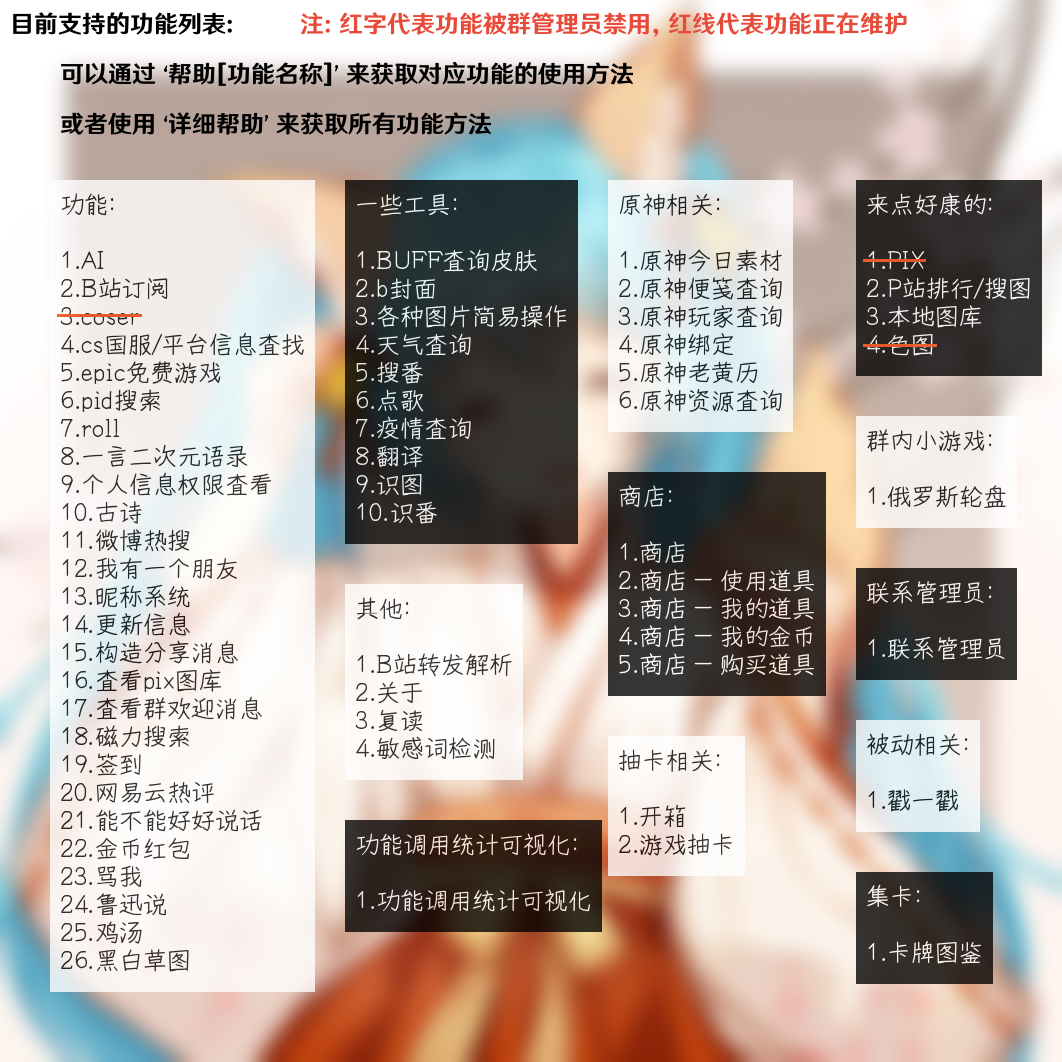 目前支持的功能列表:
注: 红字代表功能被群管理员禁用, 红线代表功能正在维护
可以通过 ‘帮助[功能名称]’ 来获取对应功能的使用方法
或者使用 ‘详细帮助’ 来获取所有功能方法
功能:
1.AI
2.B站订阅
3.coser
4.cs国服/平台信息查找
5.epic免费游戏
6.pid搜索
7.roll
8.一言二次元语录
9.个人信息权限查看
10.古诗
11.微博热搜
12.我有一个朋友
13.昵称系统
14.更新信息
15.构造分享消息
16.查看pix图库
17.查看群欢迎消息
18.磁力搜索
19.签到
20.网易云热评
21.能不能好好说话
22.金币红包
23.骂我
24.鲁迅说
25.鸡汤
26.黑白草图
一些工具:
1.BUFF查询皮肤
2.b封面
3.各种图片简易操作
4.天气查询
5.搜番
6.点歌
7.疫情查询
8.翻译
9.识图
10.识番
其他:
1.B站转发解析
2.关于
3.复读
4.敏感词检测
功能调用统计可视化:
1.功能调用统计可视化
原神相关:
1.原神今日素材
2.原神便笺查询
3.原神玩家查询
4.原神绑定
5.原神老黄历
6.原神资源查询
商店:
1.商店
2.商店 - 使用道具
3.商店 - 我的道具
4.商店 - 我的金币
5.商店 - 购买道具
抽卡相关:
1.开箱
2.游戏抽卡
来点好康的:
1.PIX
2.P站排行/搜图
3.本地图库
4.色图
群内小游戏:
1.俄罗斯轮盘
联系管理员:
1.联系管理员
被动相关:
1.戳一戳
集卡:
1.卡牌图鉴